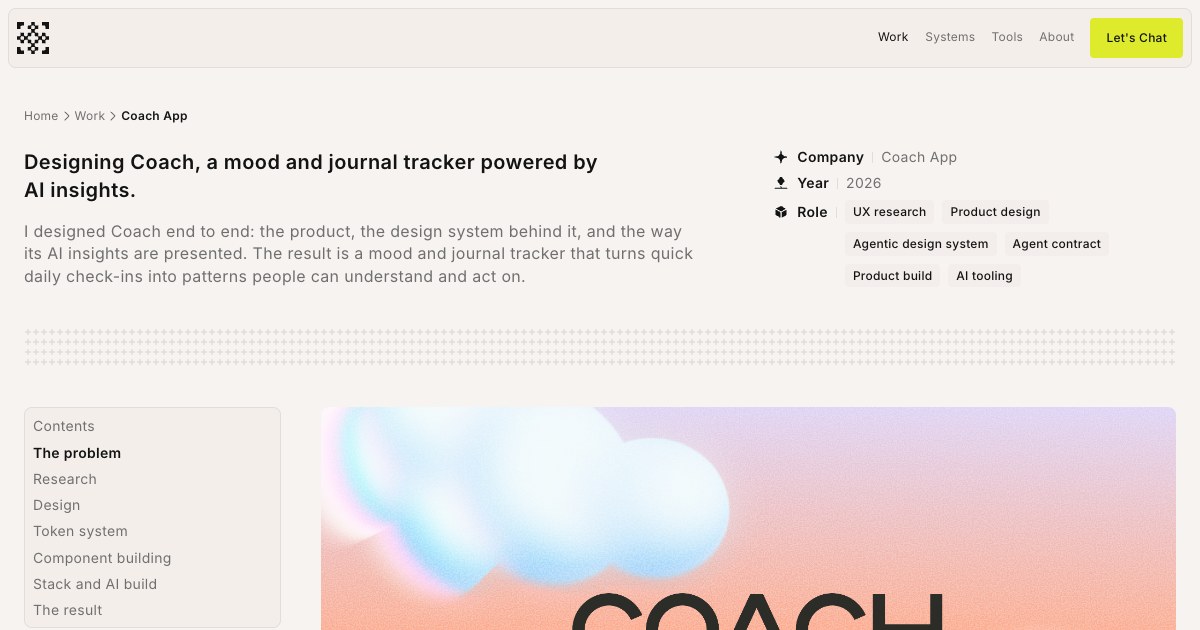 Work Systems Tools About Let's Chat
Home > Work > Coach App
Designing Coach, a mood and journal tracker powered by
AI insights.
I designed Coach end to end: the product, the design system behind it, and the way
its AI insights are presented. The result is a mood and journal tracker that turns quick
daily check-ins into patterns people can understand and act on.
Company Coach App
Year 2026
Role UX research Product design
Agentic design system Agent contract
Product build AI tooling
Contents
The problem
Research
Design
Token system
Component building
Stack and AI build
The result
COACH